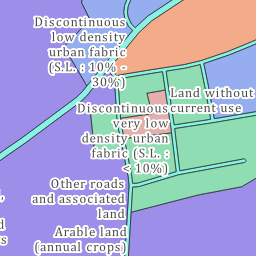 Discontinuous
low density
urban fabric
(S.L. : 10% -
30%)
Land without
current use
Discontinuous
very low
density urban
fabric (S.L. :
< 10%)
Other roads
and associated
land
Arable land
(annual crops)